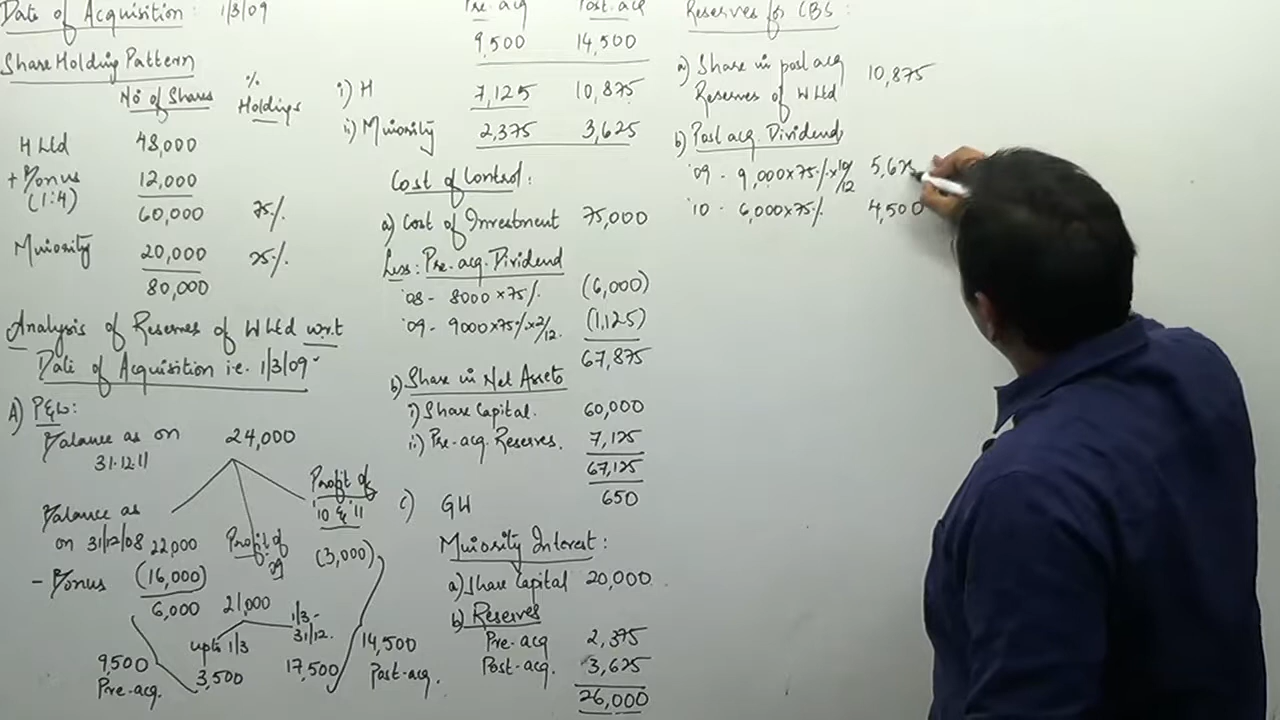 Date of Acquisition : 1/3/09
Share Holding Pattern
No of Shares % Holdings
H Ltd 48,000
+ Bonus 12,000
(1:4)
60,000 75%
Minority 20,000 25%
80,000
Analysis of Reserves of W Ltd w.r.t
Date of Acquisition i.e. 1/3/09
A) P&L:
Balance as on 24,000
31.12.11
Balance as
on 31/12/08 22,000
- Bonus (16,000)
6,000
Profit of
'09
21,000
upto 1/3
3,500
1/3 -
31/12.
17,500
Profit of
'10 & '11
(3,000)
9,500
Pre-acq.
14,500
Post-acq.
Pre. acq Post. acq
9,500 14,500
i) H 7,125 10,875
ii) Minority 2,375 3,625
Cost of Control :
a) Cost of Investment 75,000
Less: Pre-acq. Dividend
'08 - 8000 x 75% (6,000)
'09 - 9000x75% x 2/12. (1,125)
67,875
b) Share in Net Assets
i) Share Capital. 60,000
ii) Pre-acq. Reserves. 7,125
67,125
c) GW 650
Minority Interest :
a) Share Capital 20,000
b) Reserves
Pre-acq 2,375
Post-acq. 3,625
26,000
Reserves for CBS :
a) Share in post acq 10,875
Reserves of W Ltd
b) Post acq. Dividend,
'09 - 9,000x75% x 10/12 5,625
'10 - 6,000x75% 4,500